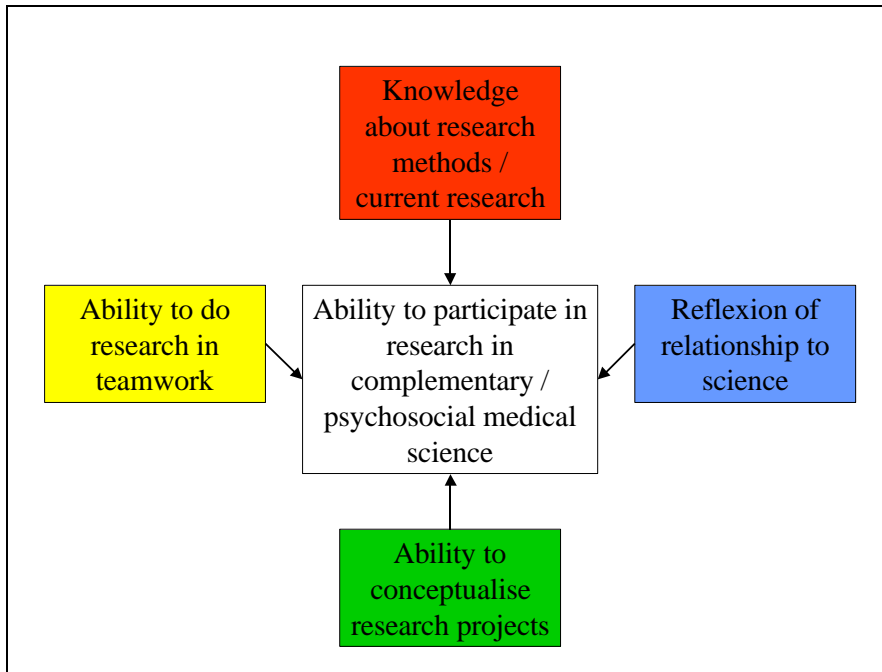 Knowledge
about research
methods /
current research
Ability to do
research in
teamwork
Ability to participate in
research in
complementary /
psychosocial medical
science
Reflexion of
relationship to
science
Ability to
conceptualise
research projects